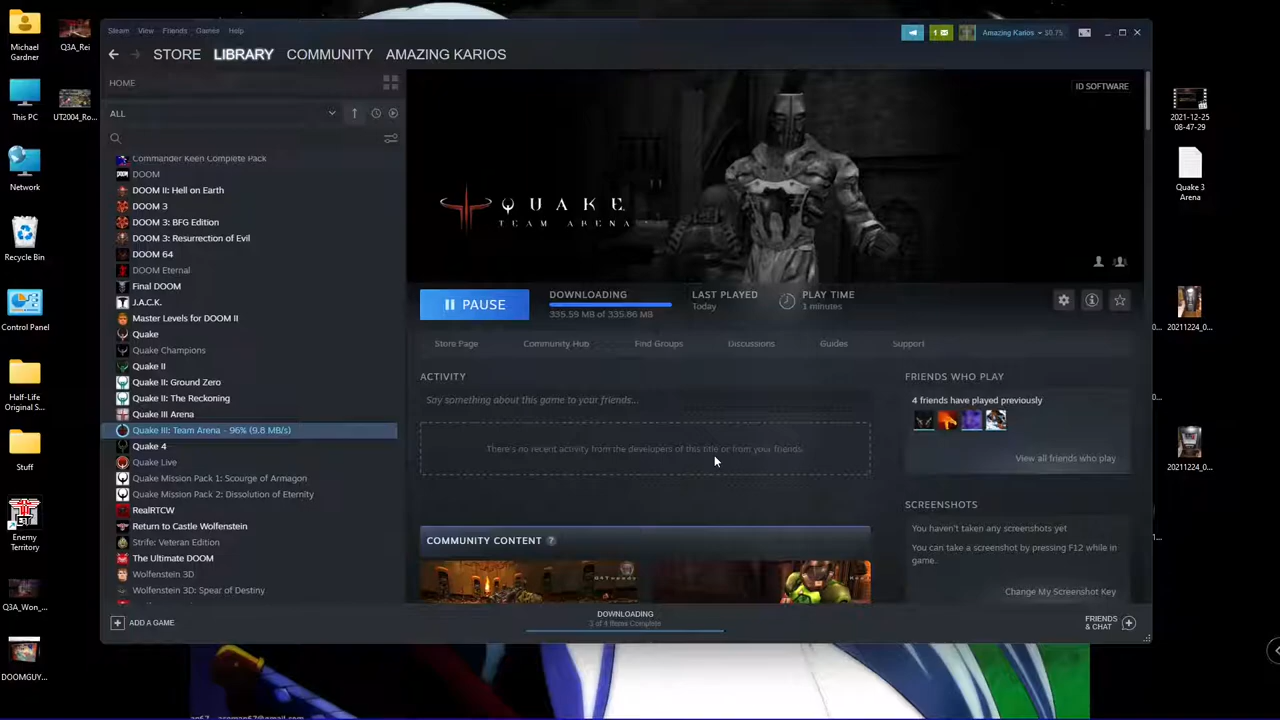 Michael
Gardner
Q3A_Rei
This PC
UT2004_Ro...
Network
Recycle Bin
Control Panel
Half-Life
Original S...
Stuff
Enemy
Territory
Q3A_Won_...
DOOMGUY...
Steam View Friends Games Help
1
Amazing Karios
$0.75
STORE LIBRARY COMMUNITY AMAZING KARIOS
HOME
ALL
Commander Keen Complete Pack
DOOM
DOOM II: Hell on Earth
DOOM 3
DOOM 3: BFG Edition
DOOM 3: Resurrection of Evil
DOOM 64
DOOM Eternal
Final DOOM
J.A.C.K.
Master Levels for DOOM II
Quake
Quake Champions
Quake II
Quake II: Ground Zero
Quake II: The Reckoning
Quake III Arena
Quake III: Team Arena - 96% (9.8 MB/s)
Quake 4
Quake Live
Quake Mission Pack 1: Scourge of Armagon
Quake Mission Pack 2: Dissolution of Eternity
RealRTCW
Return to Castle Wolfenstein
Strife: Veteran Edition
The Ultimate DOOM
Wolfenstein 3D
Wolfenstein 3D: Spear of Destiny
ADD A GAME
ID SOFTWARE
QUAKE
TEAM ARENA
PAUSE
DOWNLOADING
335.59 MB of 335.86 MB
LAST PLAYED
Today
PLAY TIME
1 minutes
Store Page Community Hub Find Groups Discussions Guides Support
ACTIVITY
Say something about this game to your friends...
There's no recent activity from the developers of this title or from your friends.
COMMUNITY CONTENT ?
FRIENDS WHO PLAY
4 friends have played previously
View all friends who play
SCREENSHOTS
You haven't taken any screenshots yet
You can take a screenshot by pressing F12 while in
game.
Change My Screenshot Key
DOWNLOADING
3 of 4 Items Complete
FRIENDS
& CHAT
2021-12-25
08-47-29
Quake 3
Arena
20211224_0...
20211224_0...